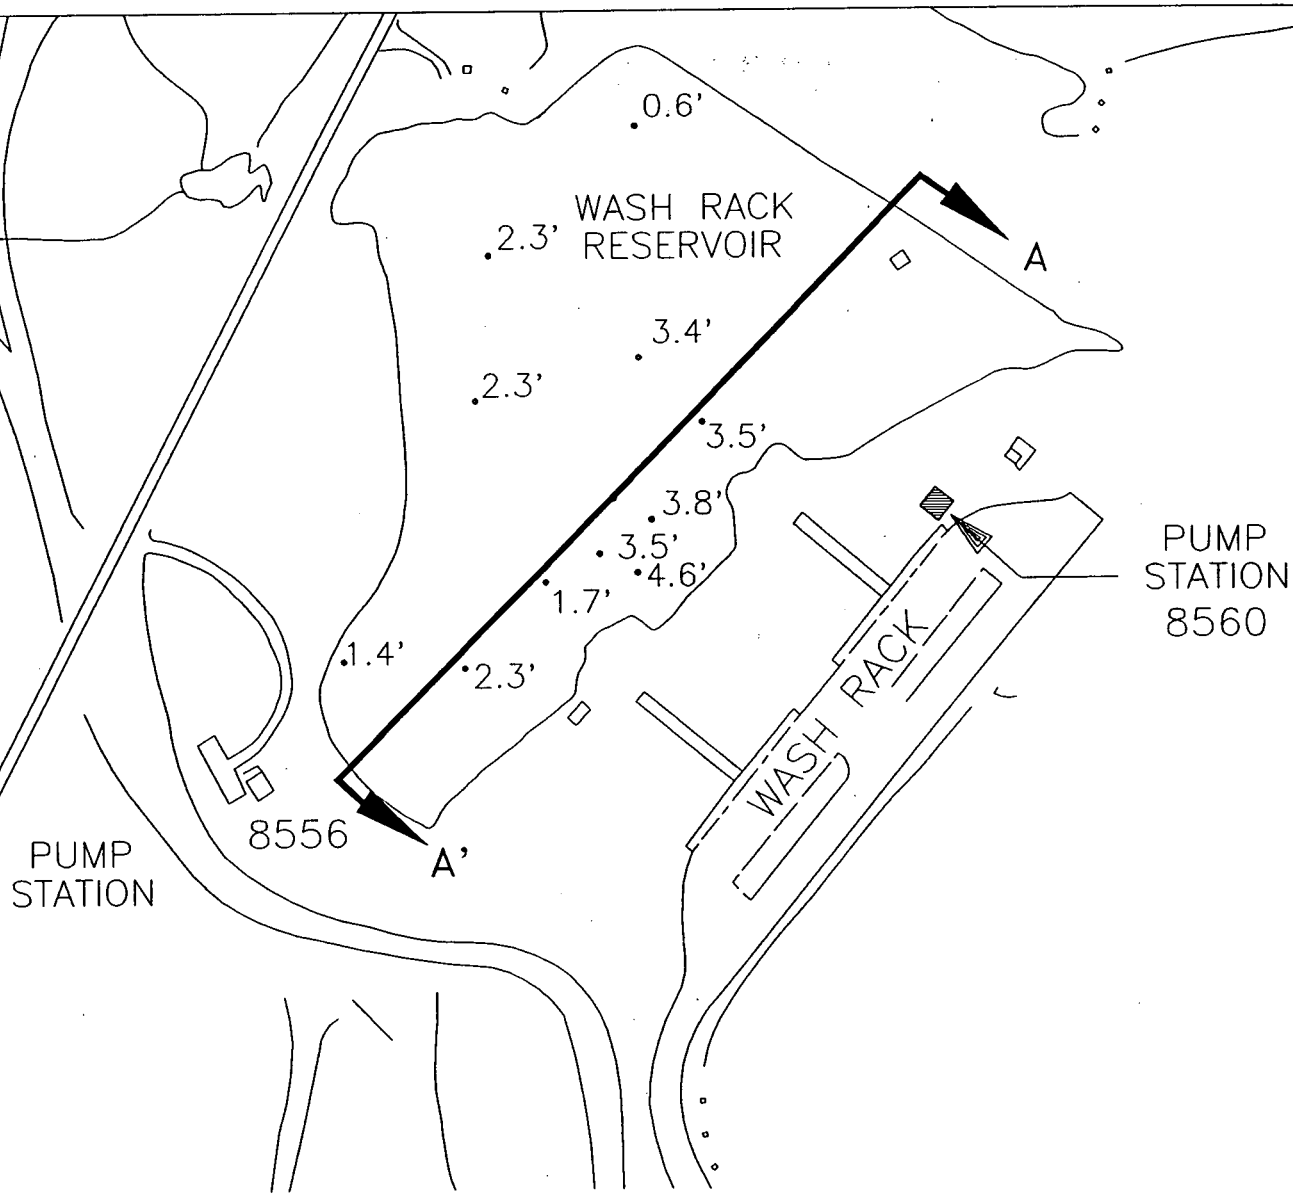 0.6'
WASH RACK
RESERVOIR
2.3'
A
3.4'
2.3'
3.5'
3.8'
3.5'
4.6'
1.7'
1.4'
2.3'
PUMP
STATION
8560
WASH RACK
8556
PUMP
STATION
A'